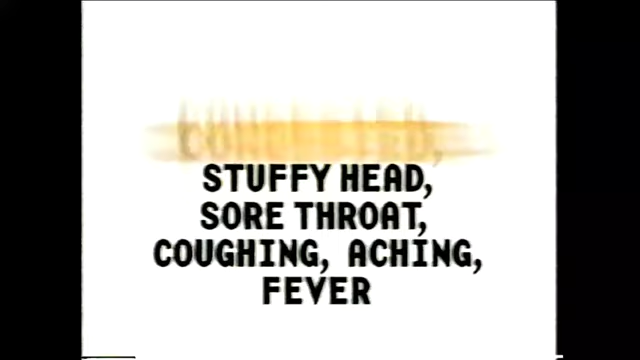 STUFFY HEAD,
SORE THROAT,
COUGHING, ACHING,
FEVER